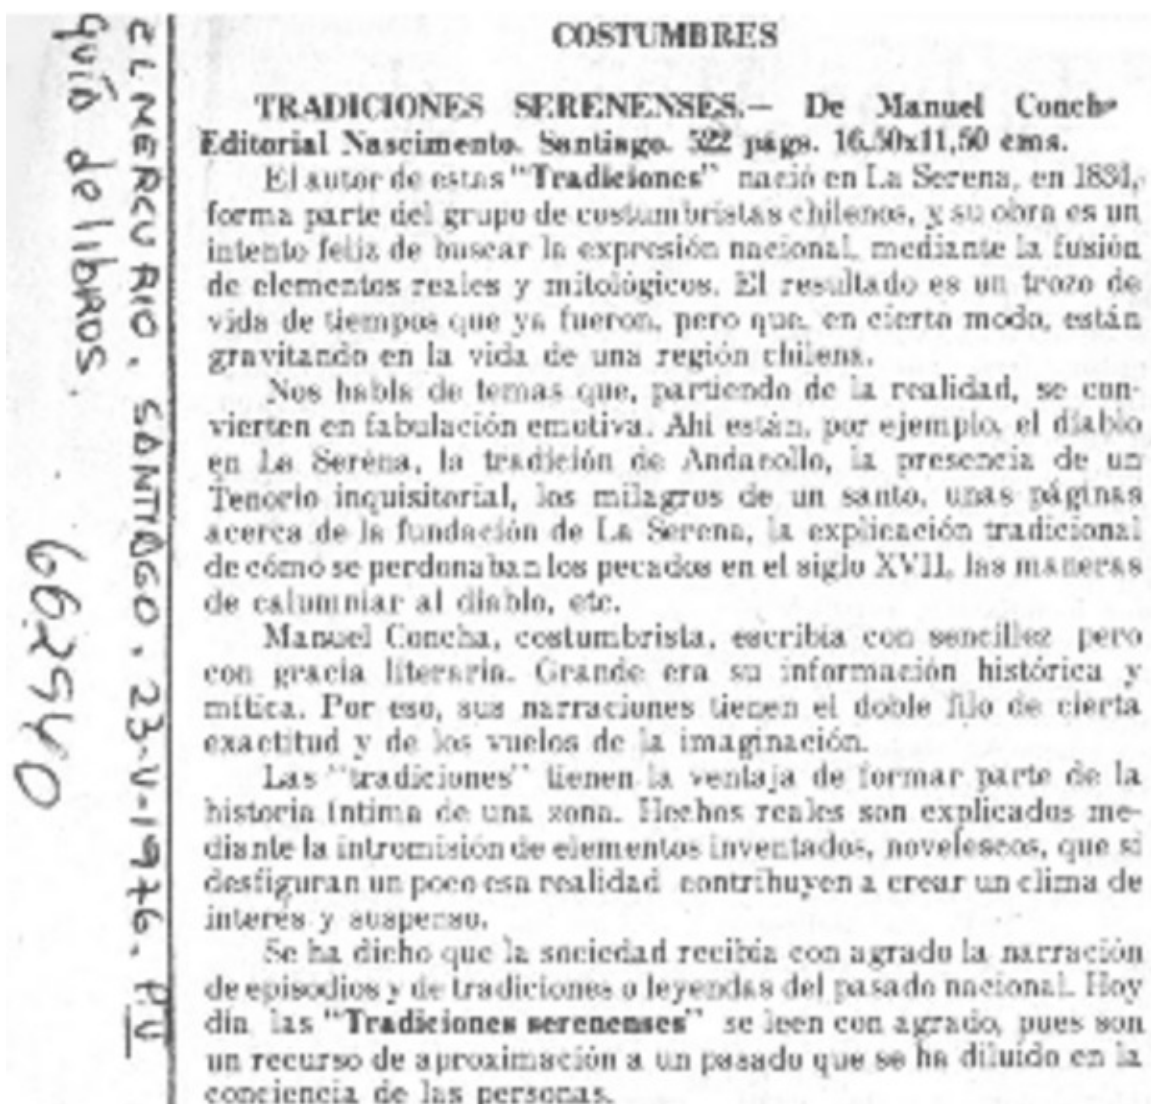 COSTUMBRES
TRADICIONES SERENENSES.— De Manuel Concha
Editorial Nascimento. Santiago. 522 págs. 16,50x11,50 cms.
El autor de estas "Tradiciones" nació en La Serena, en 1834,
forma parte del grupo de costumbristas chilenos, y su obra es un
intento feliz de buscar la expresión nacional, mediante la fusión
de elementos reales y mitológicos. El resultado es un trozo de
vida de tiempos que ya fueron, pero que, en cierto modo, están
gravitando en la vida de una región chilena.
Nos habla de temas que, partiendo de la realidad, se con-
vierten en fabulación emotiva. Ahí están, por ejemplo, el diablo
en La Serena, la tradición de Andacollo, la presencia de un
Tenorio inquisitorial, los milagros de un santo, unas páginas
acerca de la fundación de La Serena, la explicación tradicional
de cómo se perdonaban los pecados en el siglo XVII, las maneras
de calumniar al diablo, etc.
Manuel Concha, costumbrista, escribía con sencillez pero
con gracia literaria. Grande era su información histórica y
mítica. Por eso, sus narraciones tienen el doble filo de cierta
exactitud y de los vuelos de la imaginación.
Las "tradiciones" tienen la ventaja de formar parte de la
historia íntima de una zona. Hechos reales son explicados me-
diante la intromisión de elementos inventados, novelescos, que si
desfiguran un poco esa realidad contribuyen a crear un clima de
interés y suspenso.
Se ha dicho que la sociedad recibía con agrado la narración
de episodios y de tradiciones o leyendas del pasado nacional. Hoy
día las "Tradiciones serenenses" se leen con agrado, pues son
un recurso de aproximación a un pasado que se ha diluido en la
conciencia de las personas.
EL MERCURIO. SANTIAGO. 23-V-1976. P. IV
guía de libros.
662540